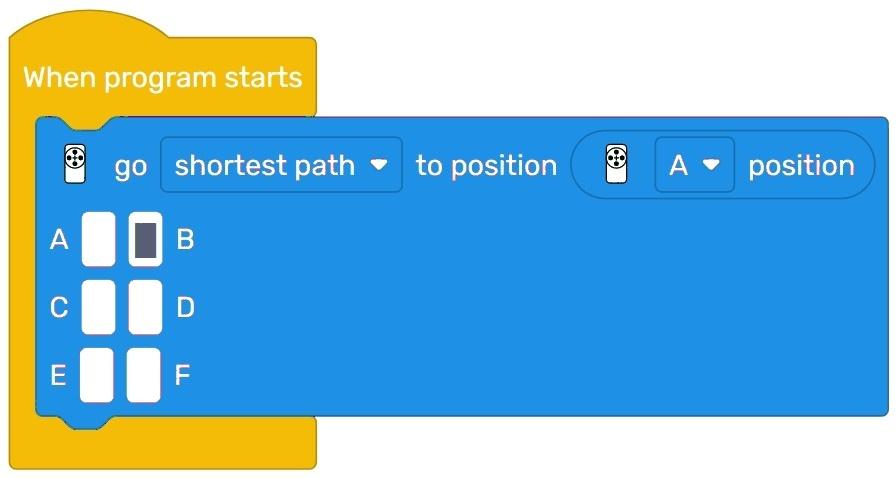 When program starts
go shortest path to position A position
A B
C D
E F